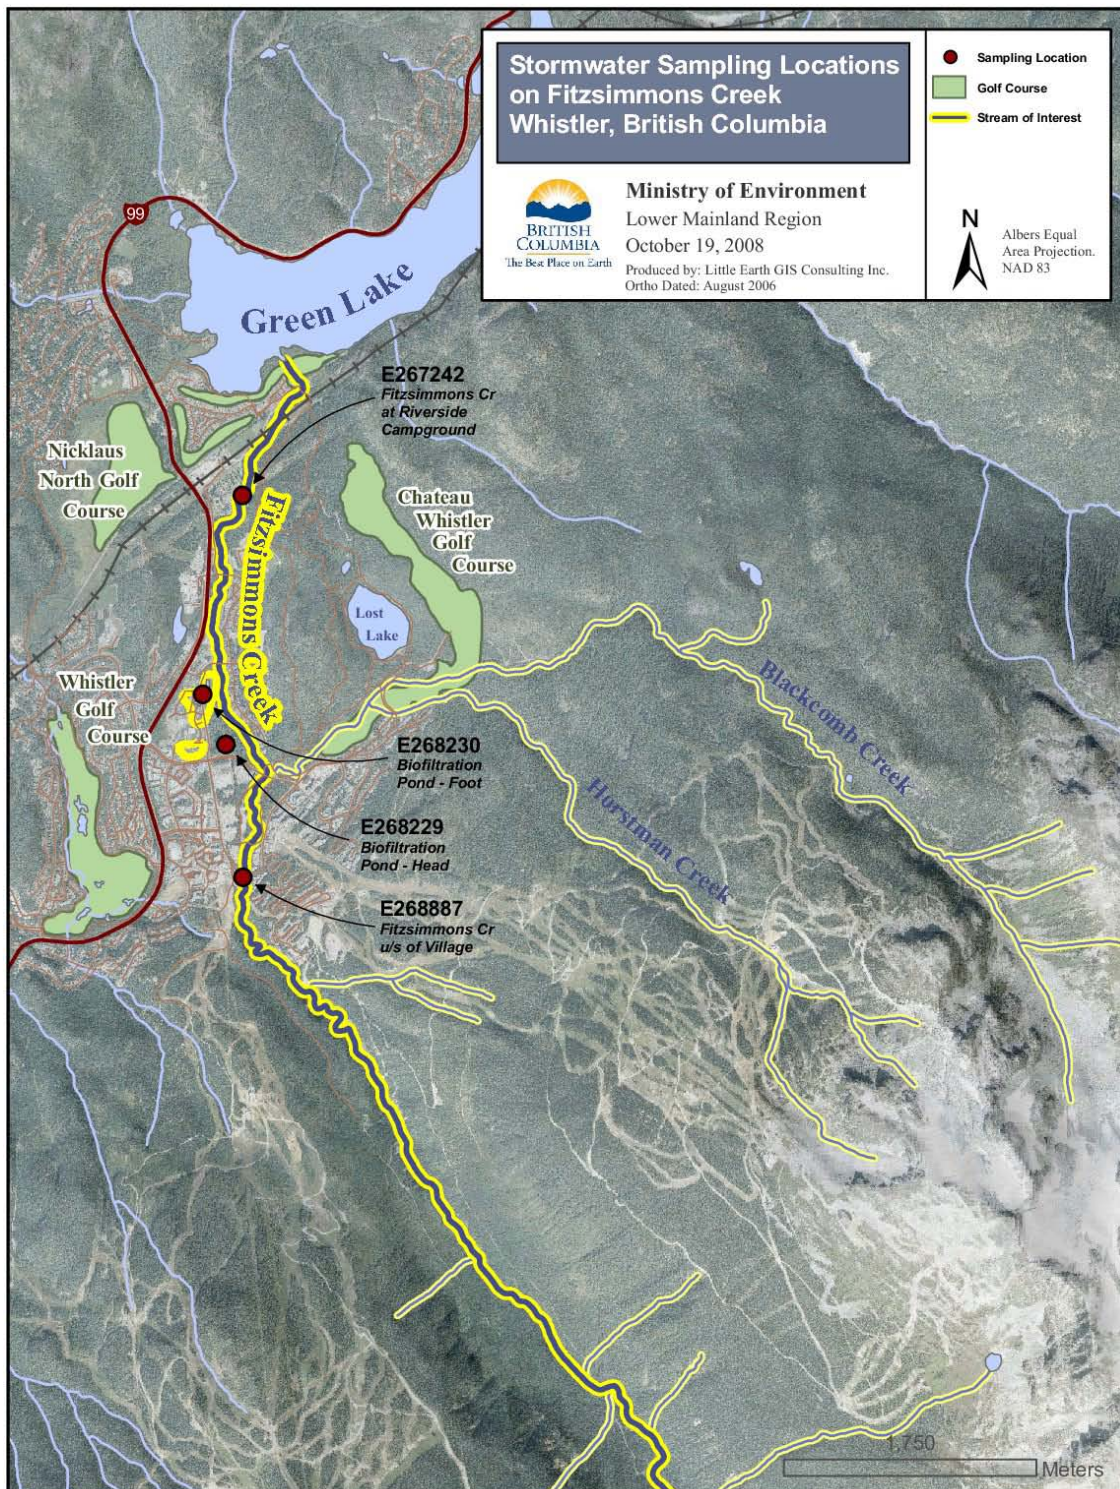 Stormwater Sampling Locations
on Fitzsimmons Creek
Whistler, British Columbia
BRITISH
COLUMBIA
The Best Place on Earth
Ministry of Environment
Lower Mainland Region
October 19, 2008
Produced by: Little Earth GIS Consulting Inc.
Ortho Dated: August 2006
Sampling Location
Golf Course
Stream of Interest
N
Albers Equal
Area Projection.
NAD 83
99
Green Lake
E267242
Fitzsimmons Cr
at Riverside
Campground
Nicklaus
North Golf
Course
Chateau
Whistler
Golf
Course
Fitzsimmons Creek
Lost
Lake
Whistler
Golf
Course
Blackcomb Creek
E268230
Biofiltration
Pond - Foot
Horstman Creek
E268229
Biofiltration
Pond - Head
E268887
Fitzsimmons Cr
u/s of Village
1,750
Meters